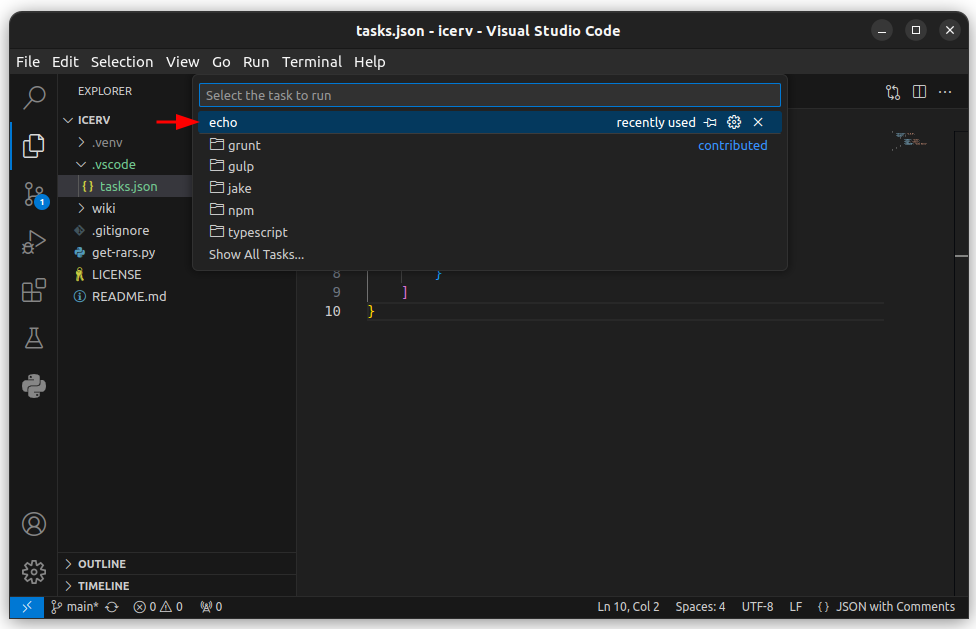 tasks.json - icerv - Visual Studio Code
File Edit Selection View Go Run Terminal Help
EXPLORER
Select the task to run
echo recently used
grunt contributed
gulp
jake
npm
typescript
Show All Tasks...
ICERV
.venv
.vscode
{} tasks.json
wiki
.gitignore
get-rars.py
LICENSE
README.md
1
8 }
9 ]
10 }
OUTLINE
TIMELINE
main* 0 0 0 Ln 10, Col 2 Spaces: 4 UTF-8 LF {} JSON with Comments